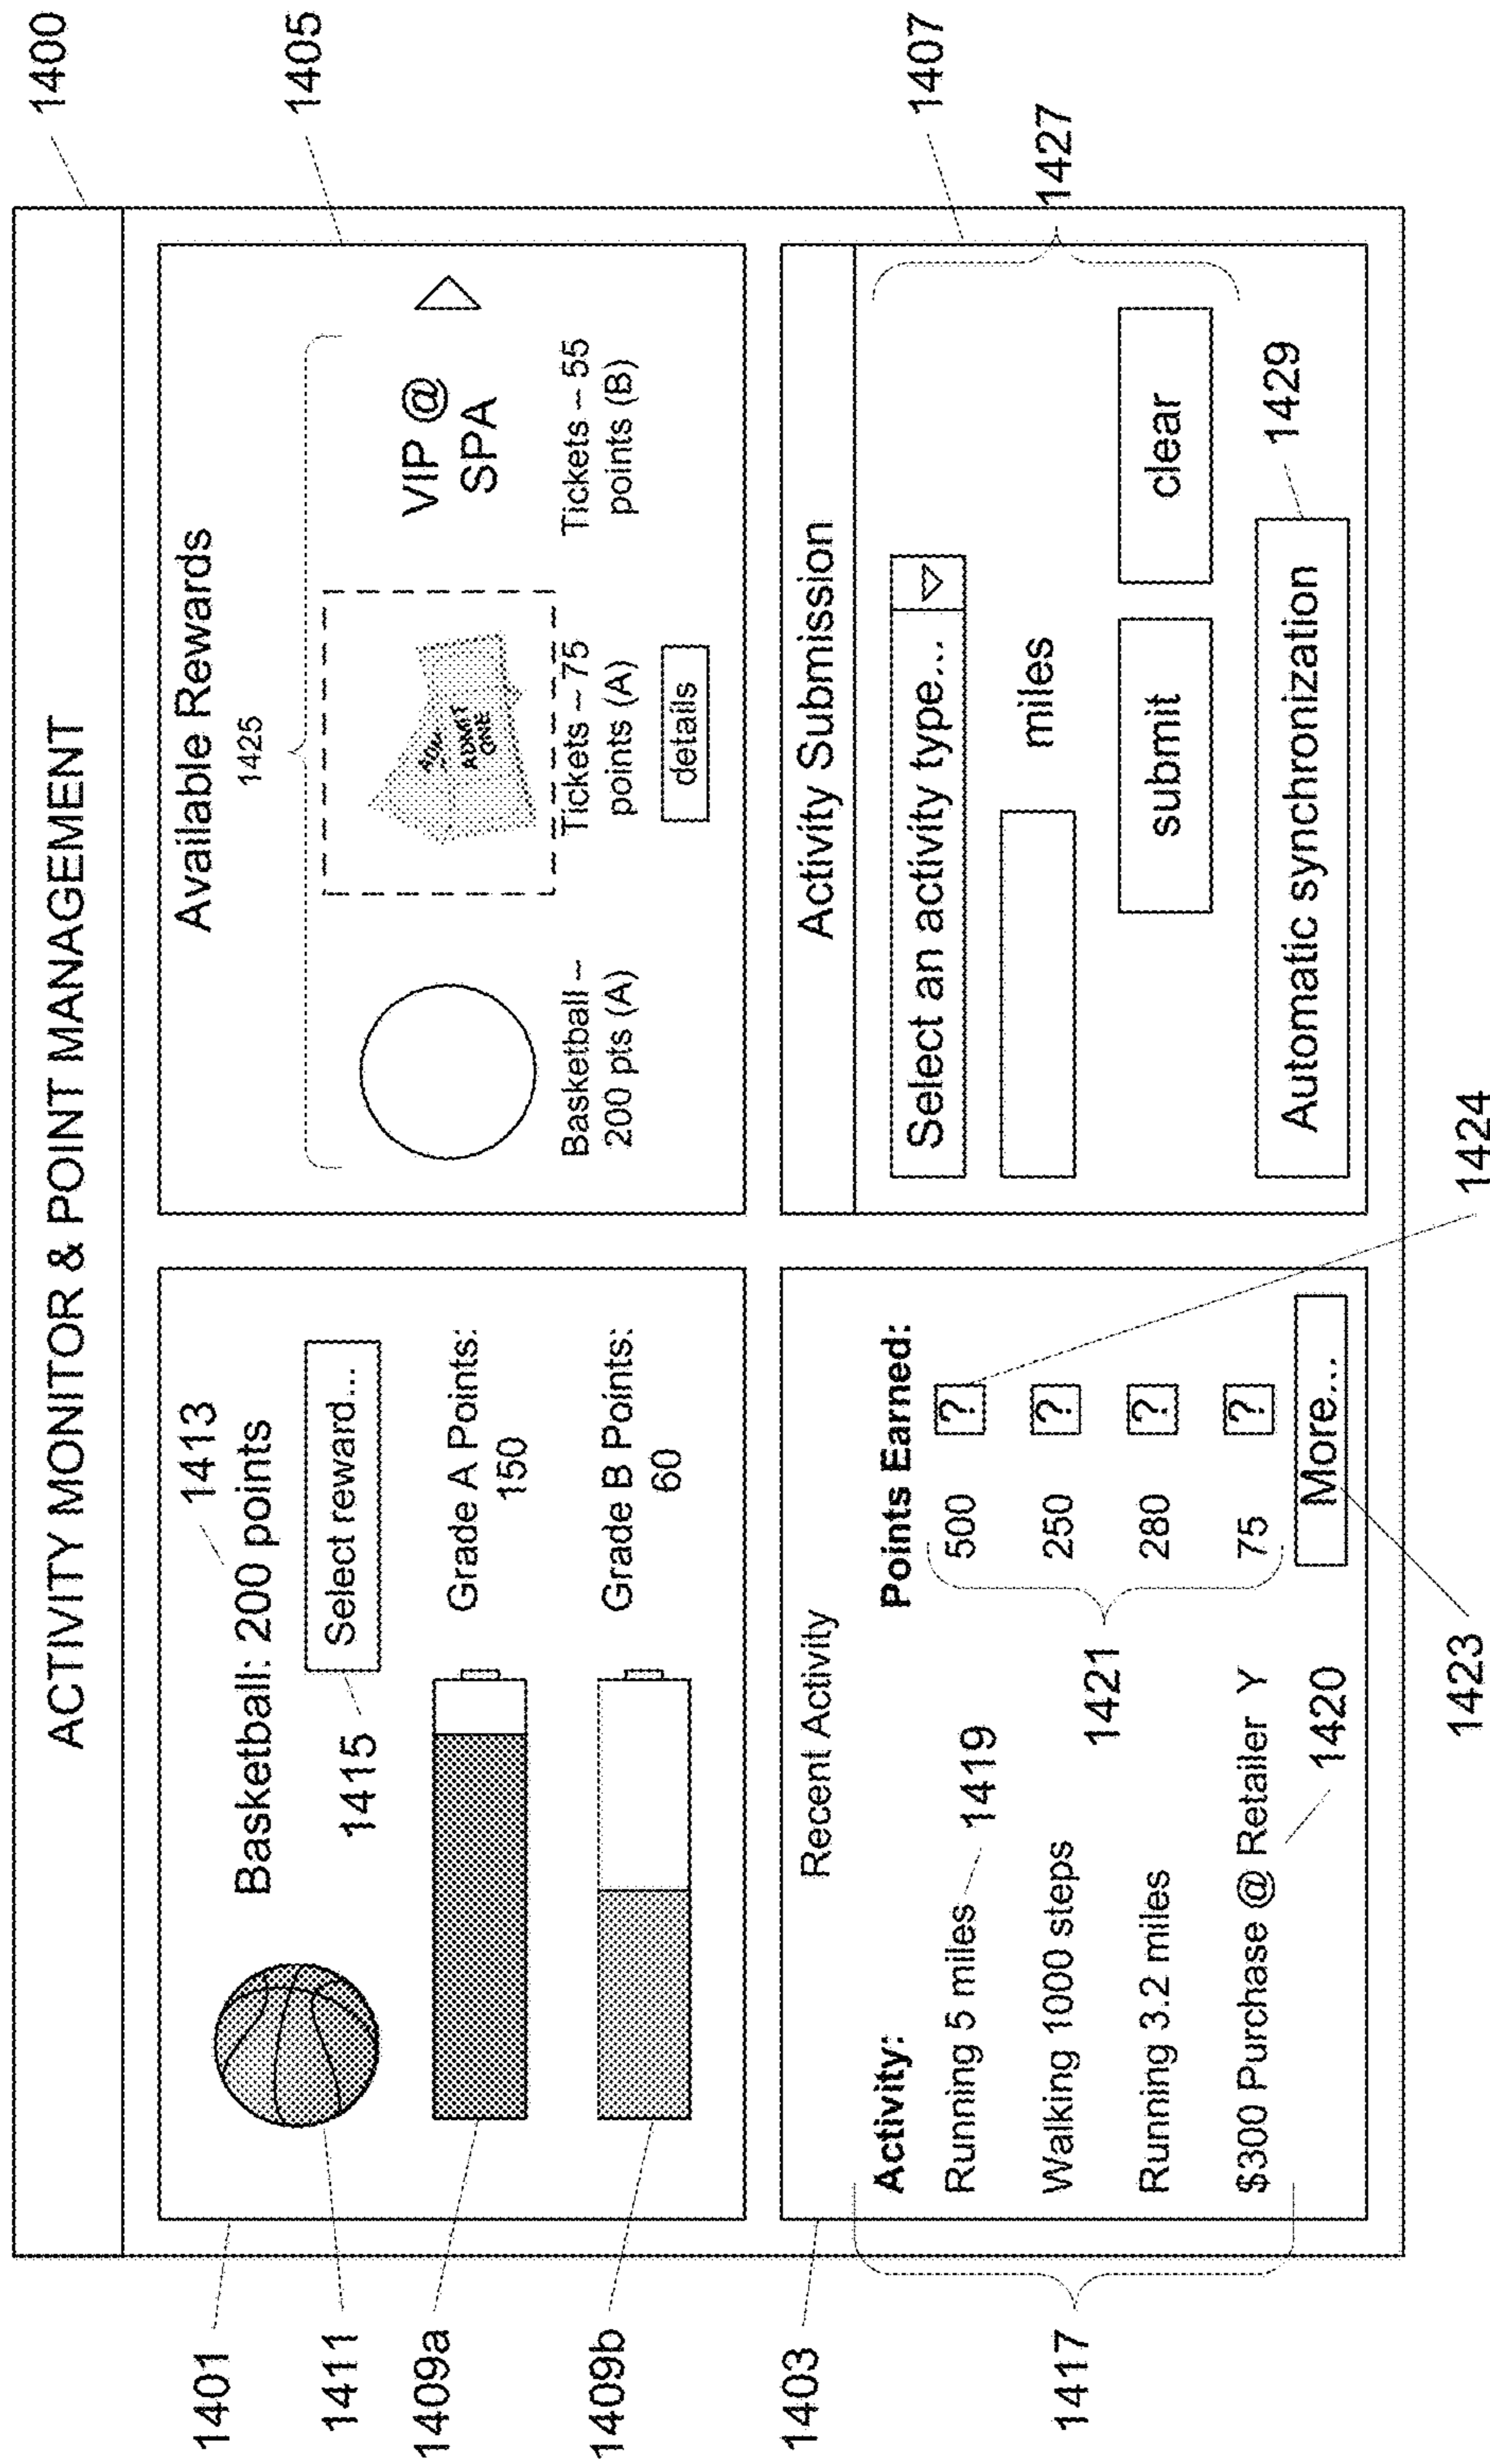 ACTIVITY MONITOR & POINT MANAGEMENT
1400
1401
1411
1413
Basketball: 200 points
1415
Select reward...
1409a
Grade A Points:
150
1409b
Grade B Points:
60
Available Rewards
1405
1425
Basketball –
200 pts (A)
ADMIT
ONE
Tickets – 75
points (A)
details
VIP @
SPA
Tickets – 55
points (B)
1403
Recent Activity
1417
Activity:
Points Earned:
Running 5 miles
1419
500
?
Walking 1000 steps
250
?
1421
Running 3.2 miles
280
?
$300 Purchase @ Retailer Y
75
?
1420
More...
1423
1424
Activity Submission
1407
Select an activity type...
miles
1427
submit
clear
Automatic synchronization
1429